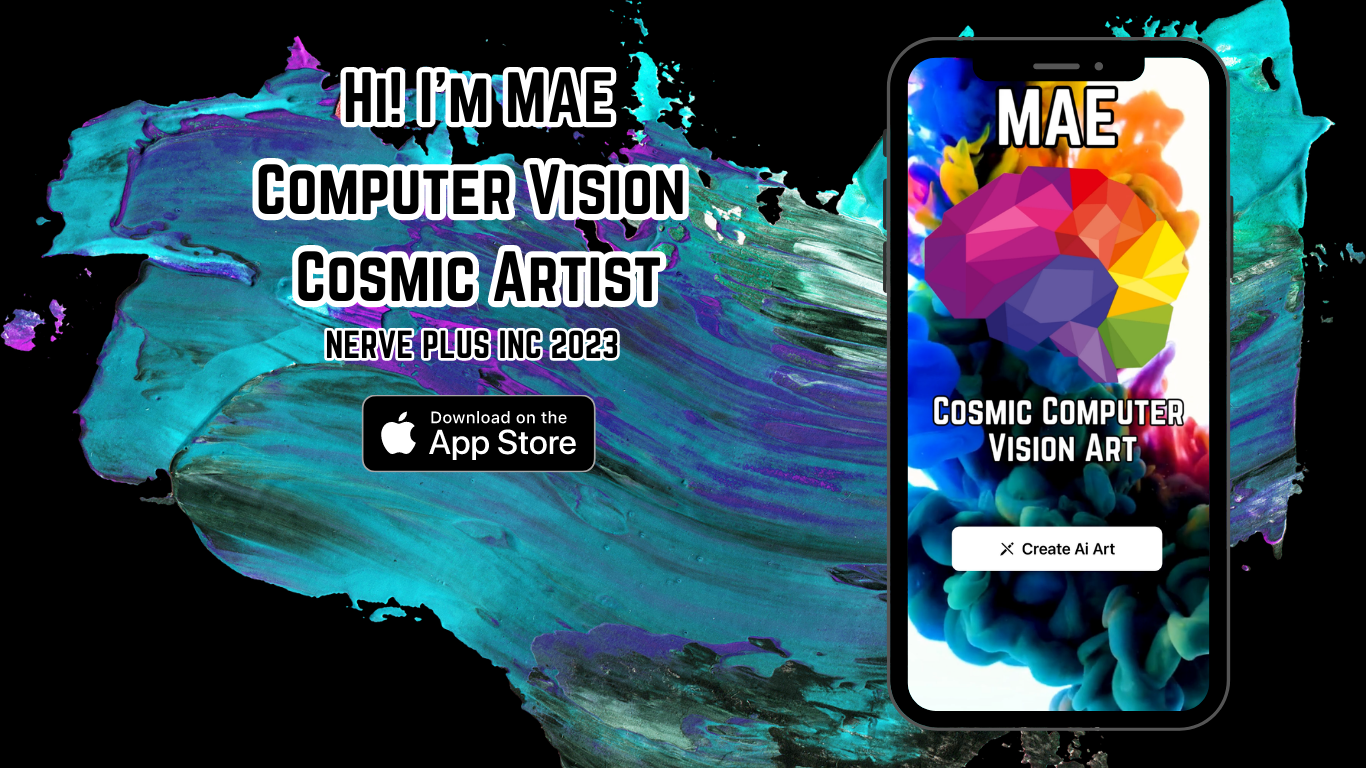 Hi! I'm MAE
Computer Vision
Cosmic Artist
NERVE PLUS INC 2023
Download on the
App Store
MAE
Cosmic Computer
Vision Art
Create Ai Art